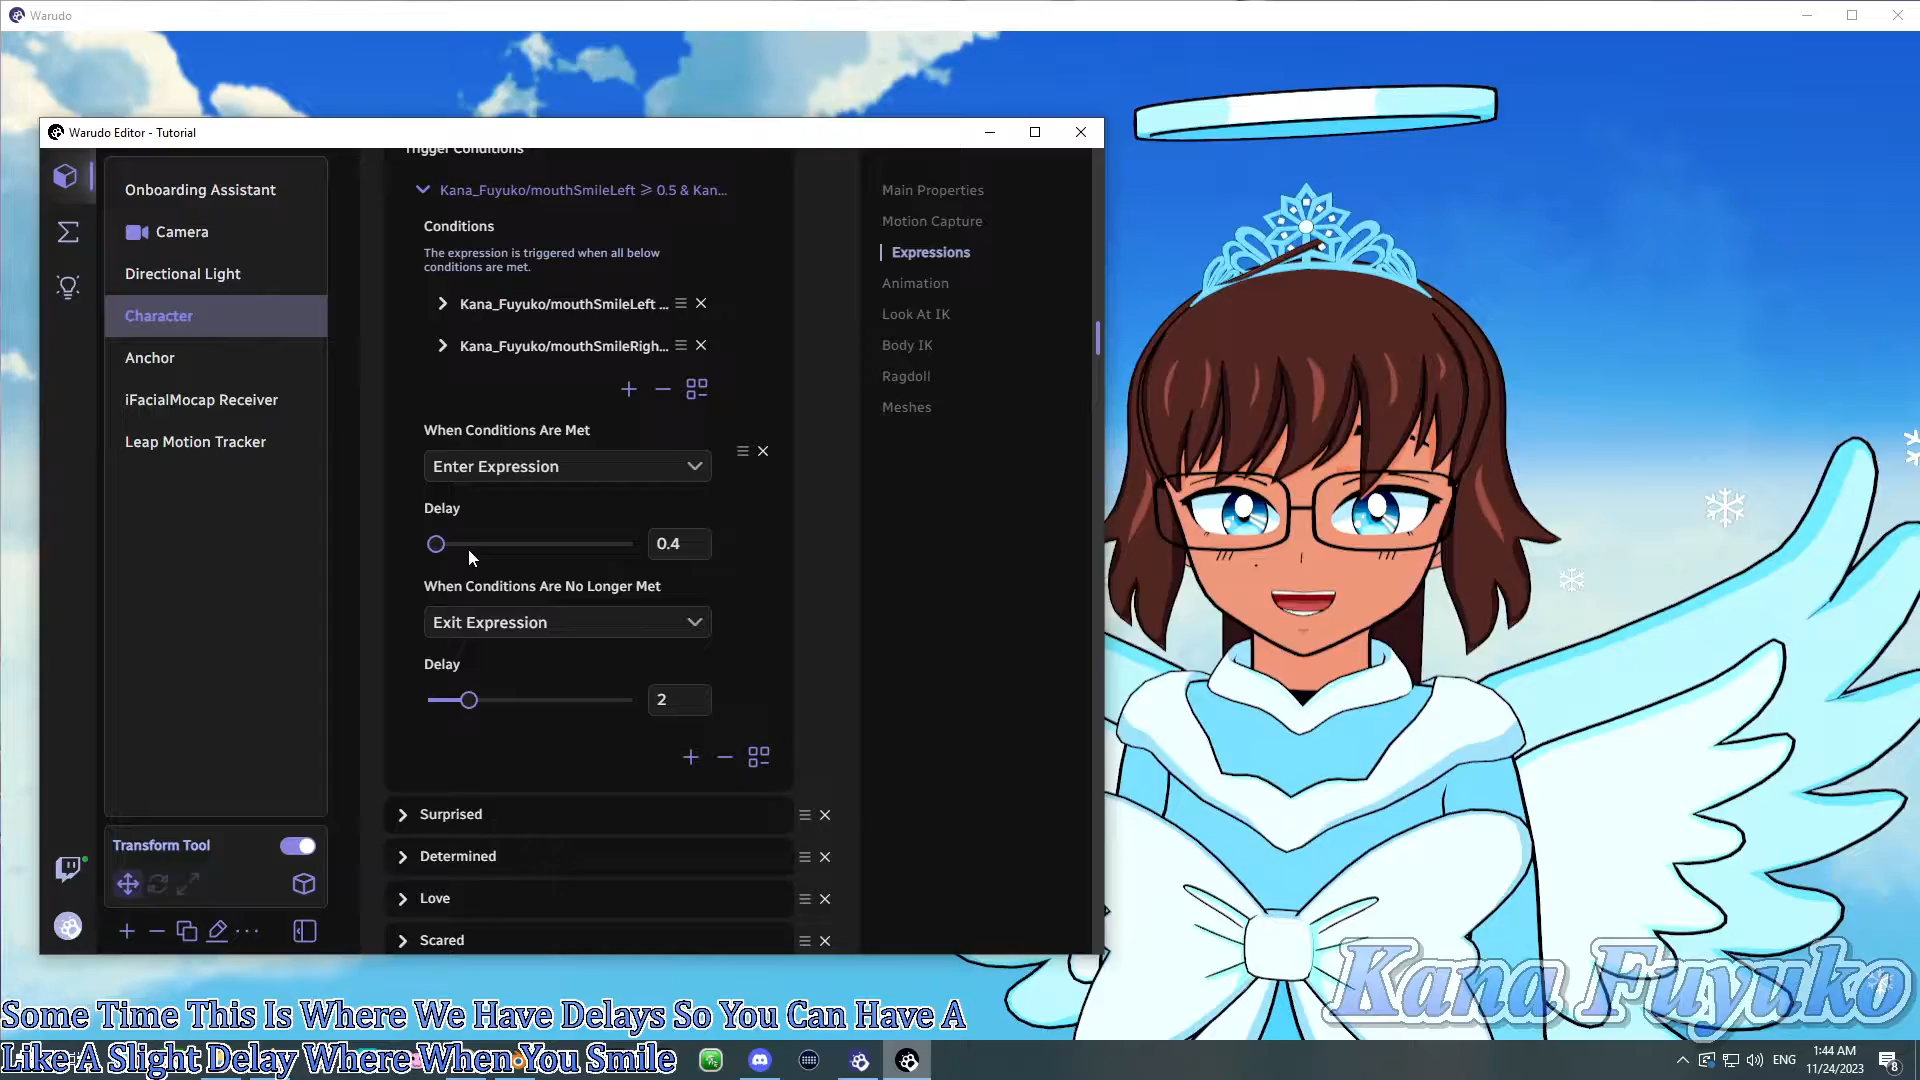 Warudo
Warudo Editor - Tutorial
Trigger Conditions
Onboarding Assistant
Camera
Directional Light
Character
Anchor
iFacialMocap Receiver
Leap Motion Tracker
Kana_Fuyuko/mouthSmileLeft ⩾ 0.5 & Kan...
Conditions
The expression is triggered when all below
conditions are met.
Kana_Fuyuko/mouthSmileLeft ...
Kana_Fuyuko/mouthSmileRigh...
When Conditions Are Met
Enter Expression
Delay
0.4
When Conditions Are No Longer Met
Exit Expression
Delay
2
Surprised
Determined
Love
Scared
Main Properties
Motion Capture
Expressions
Animation
Look At IK
Body IK
Ragdoll
Meshes
Transform Tool
Kana Fuyuko
Some Time This Is Where We Have Delays So You Can Have A
Like A Slight Delay Where When You Smile
ENG
1:44 AM
11/24/2023
8